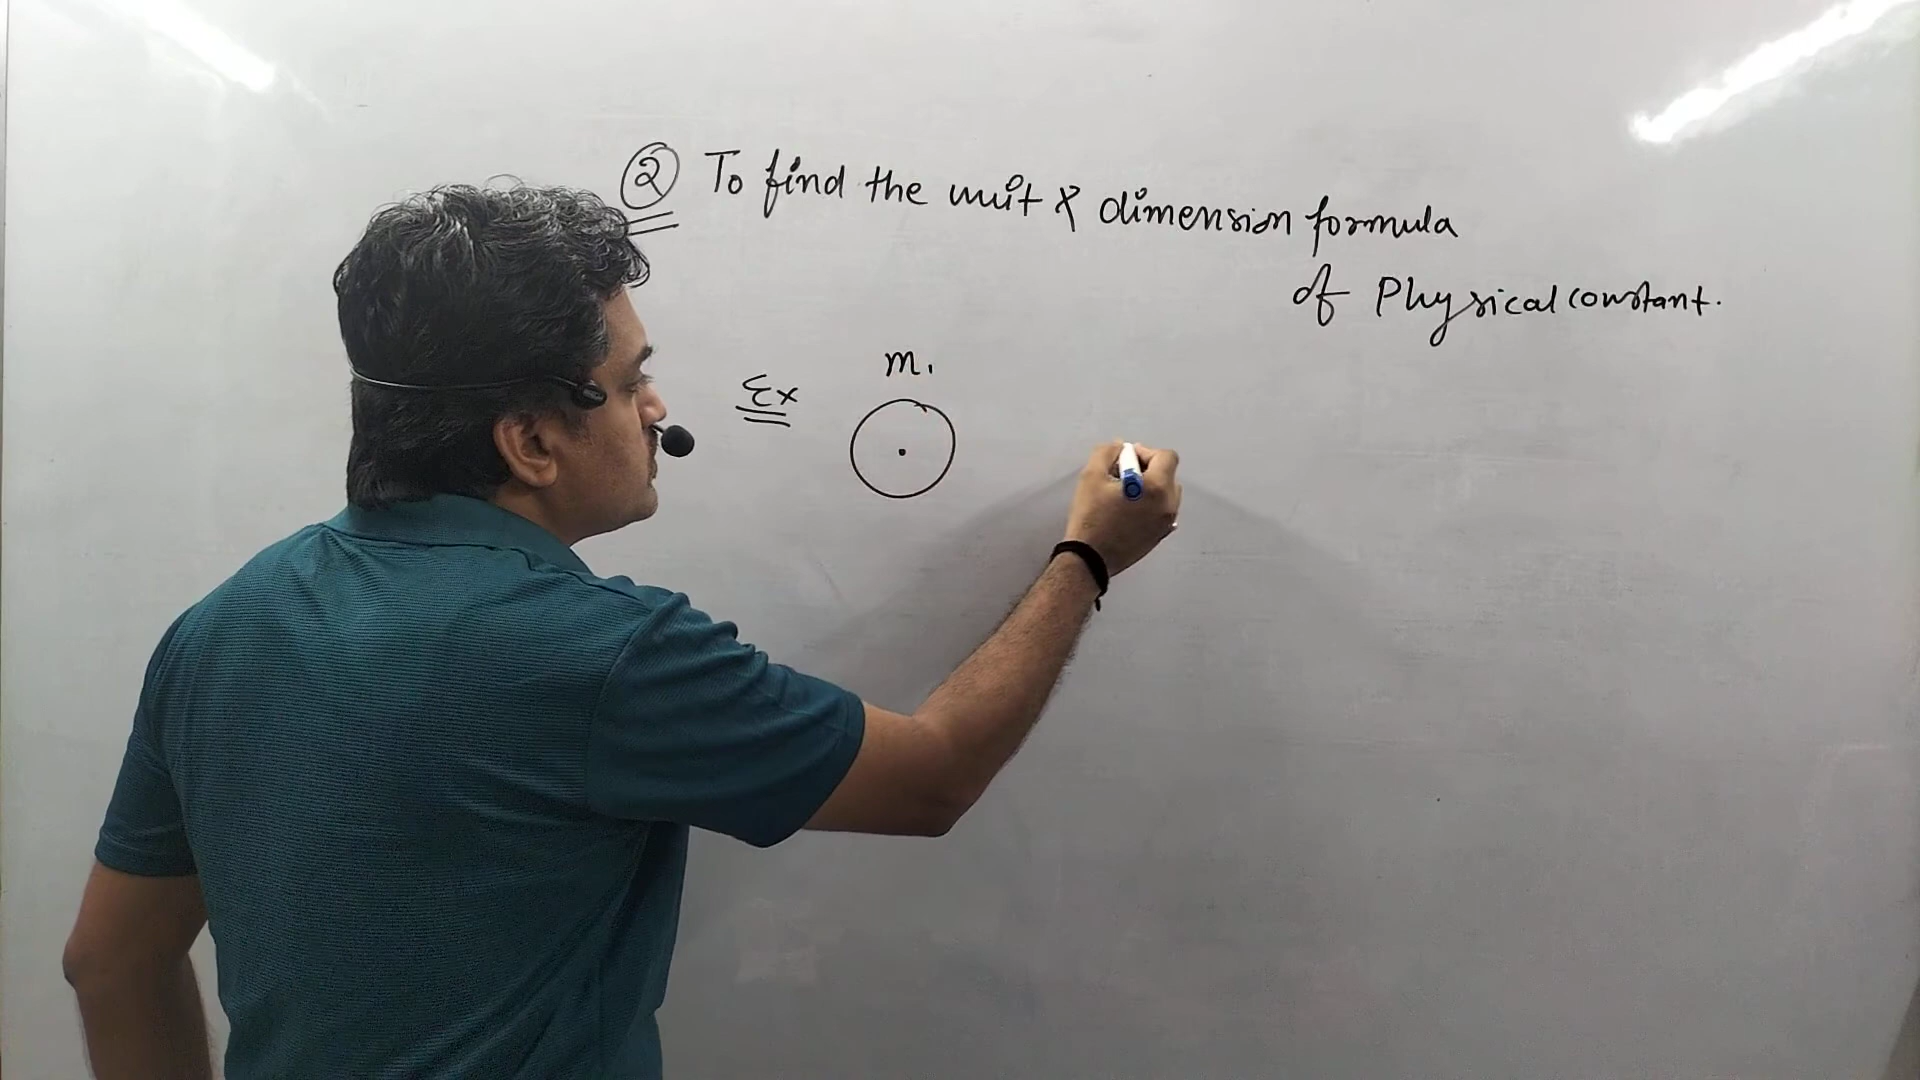 ② To find the unit & dimension formula
of Physical constant.
Ex
m₁